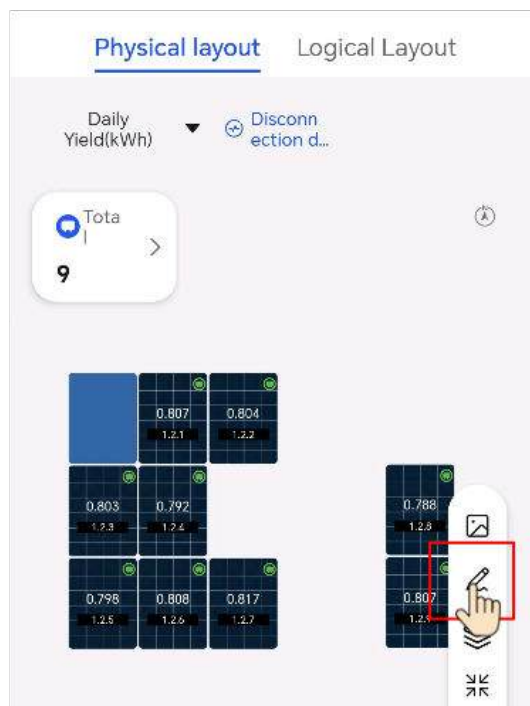 Physical layout Logical Layout
Daily
Yield(kWh)
Disconn
ection d...
Tota
l
9
0.807 0.804
1.2.1 1.2.2
0.803 0.792 0.788
1.2.3 1.2.4 1.2.8
0.798 0.808 0.817 0.807
1.2.5 1.2.6 1.2.7